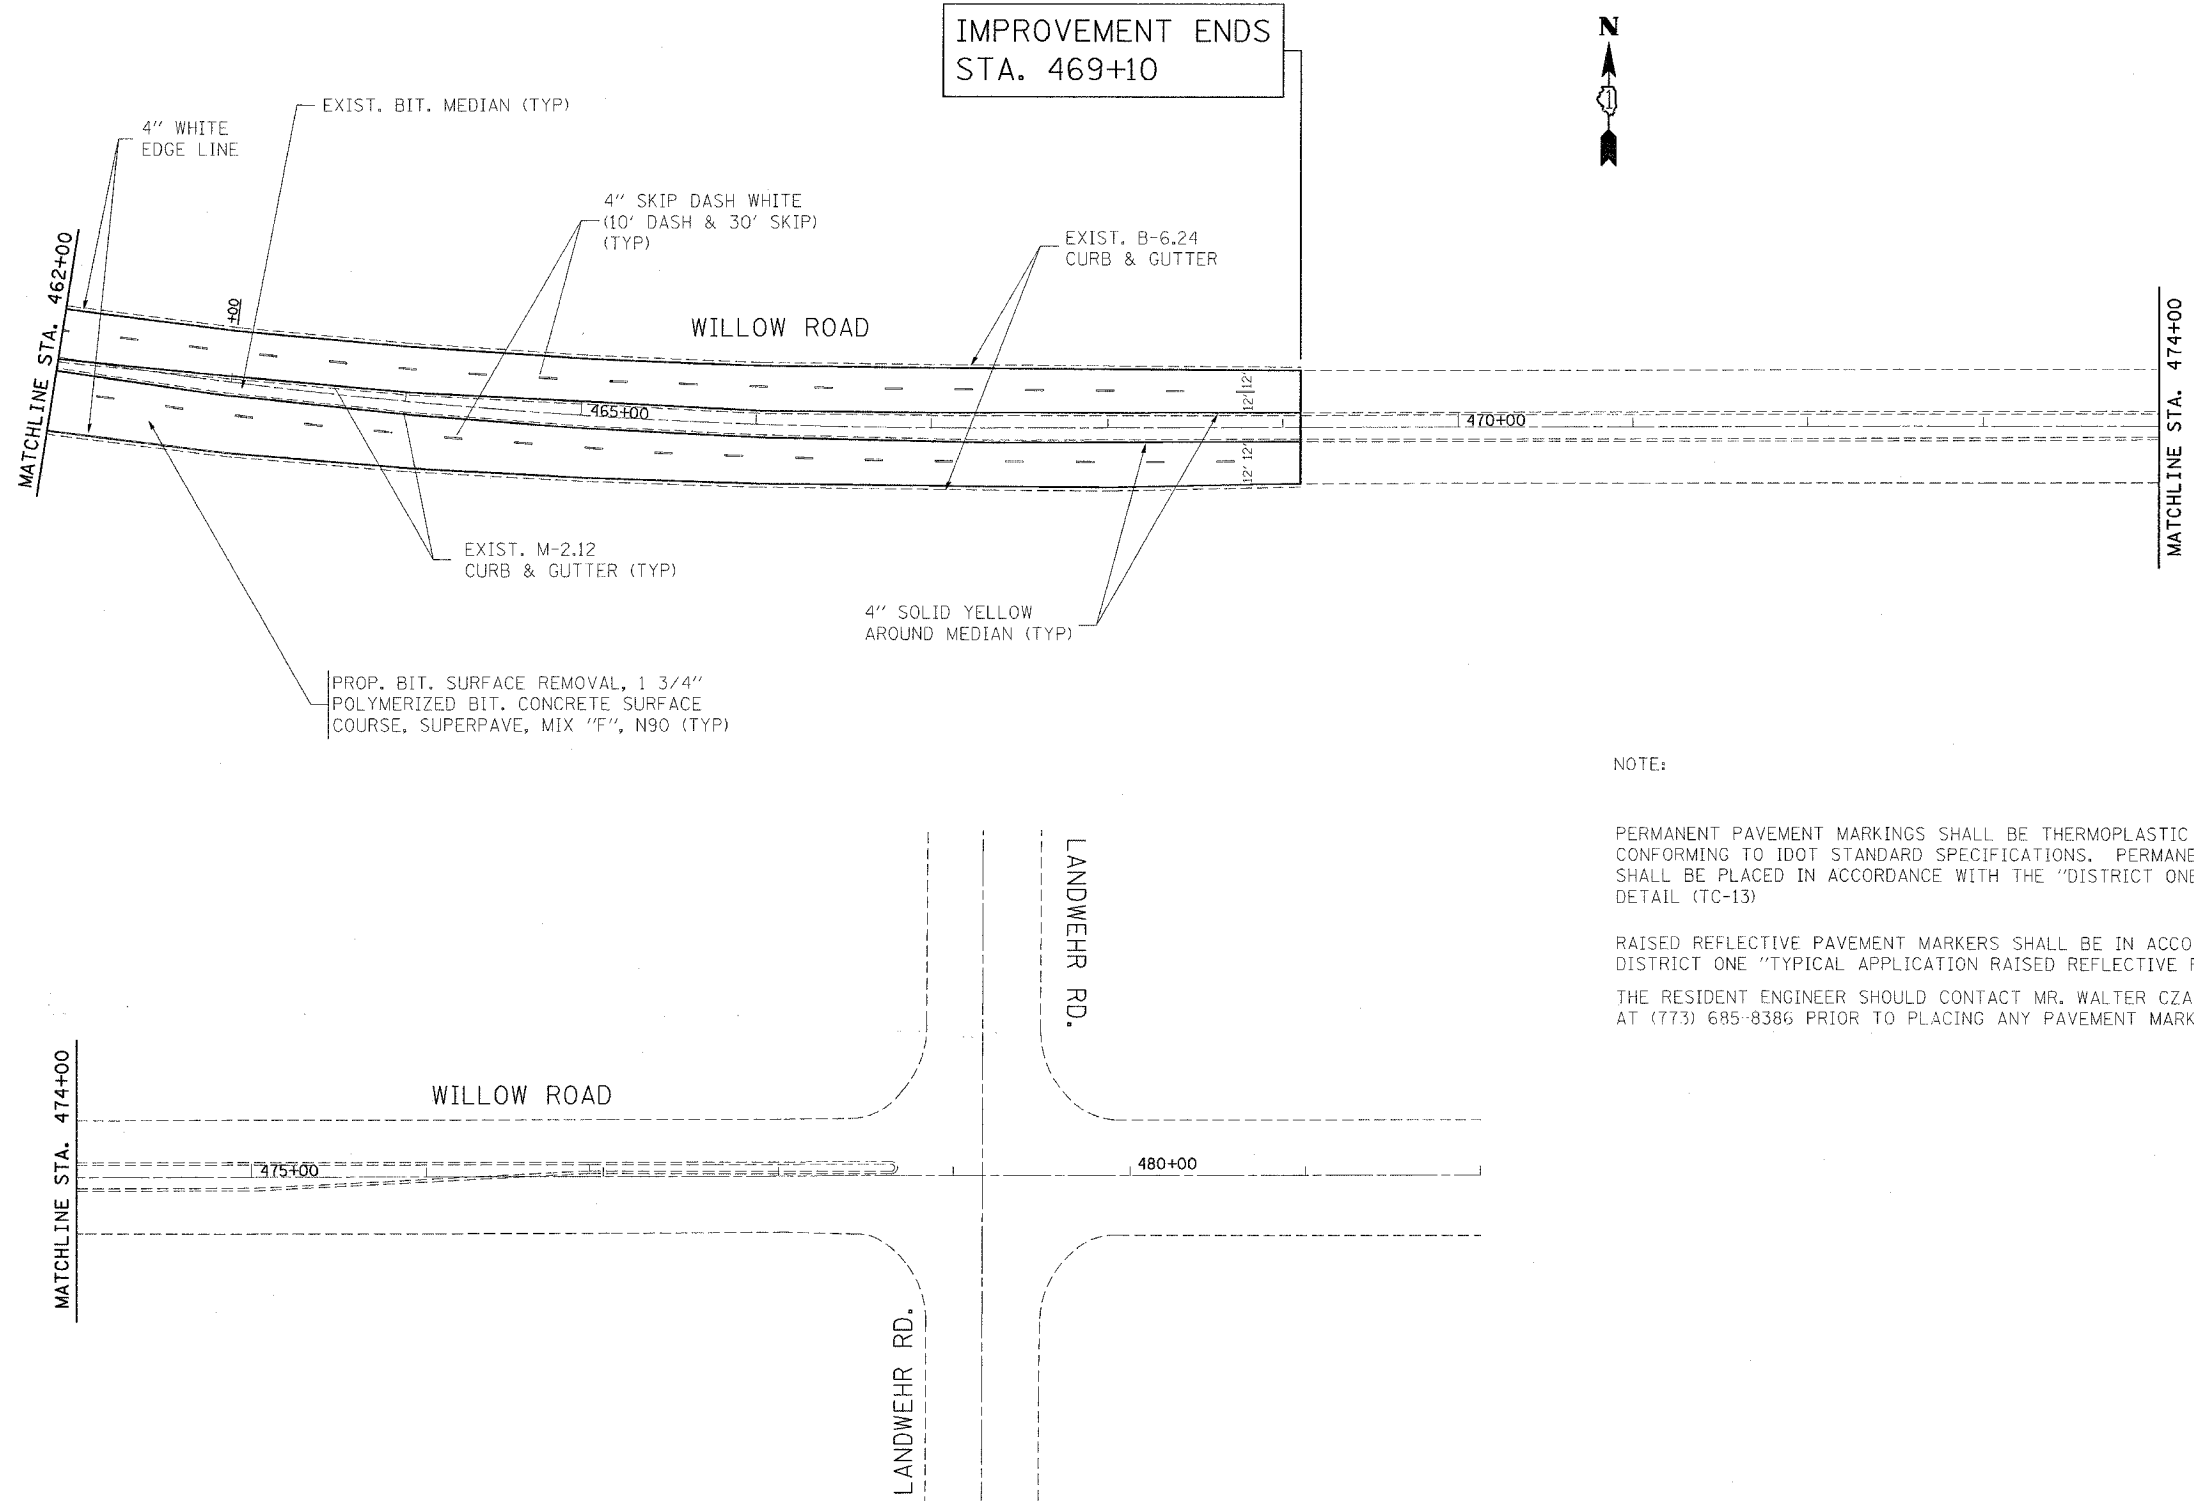 IMPROVEMENT ENDS
STA. 469+10
N
1
EXIST. BIT. MEDIAN (TYP)
4" WHITE
EDGE LINE
4" SKIP DASH WHITE
(10' DASH & 30' SKIP)
(TYP)
EXIST. B-6.24
CURB & GUTTER
MATCHLINE STA. 462+00
+00
WILLOW ROAD
465+00
12'
12'
12'
12'
470+00
MATCHLINE STA. 474+00
EXIST. M-2.12
CURB & GUTTER (TYP)
4" SOLID YELLOW
AROUND MEDIAN (TYP)
PROP. BIT. SURFACE REMOVAL, 1 3/4"
POLYMERIZED BIT. CONCRETE SURFACE
COURSE, SUPERPAVE, MIX "F", N90 (TYP)
NOTE:
PERMANENT PAVEMENT MARKINGS SHALL BE THERMOPLASTIC
CONFORMING TO IDOT STANDARD SPECIFICATIONS. PERMANE
SHALL BE PLACED IN ACCORDANCE WITH THE "DISTRICT ONE
DETAIL (TC-13)
RAISED REFLECTIVE PAVEMENT MARKERS SHALL BE IN ACCO
DISTRICT ONE "TYPICAL APPLICATION RAISED REFLECTIVE
THE RESIDENT ENGINEER SHOULD CONTACT MR. WALTER CZA
AT (773) 685-8386 PRIOR TO PLACING ANY PAVEMENT MARK
LANDWEHR RD.
MATCHLINE STA. 474+00
WILLOW ROAD
475+00
480+00
LANDWEHR RD.